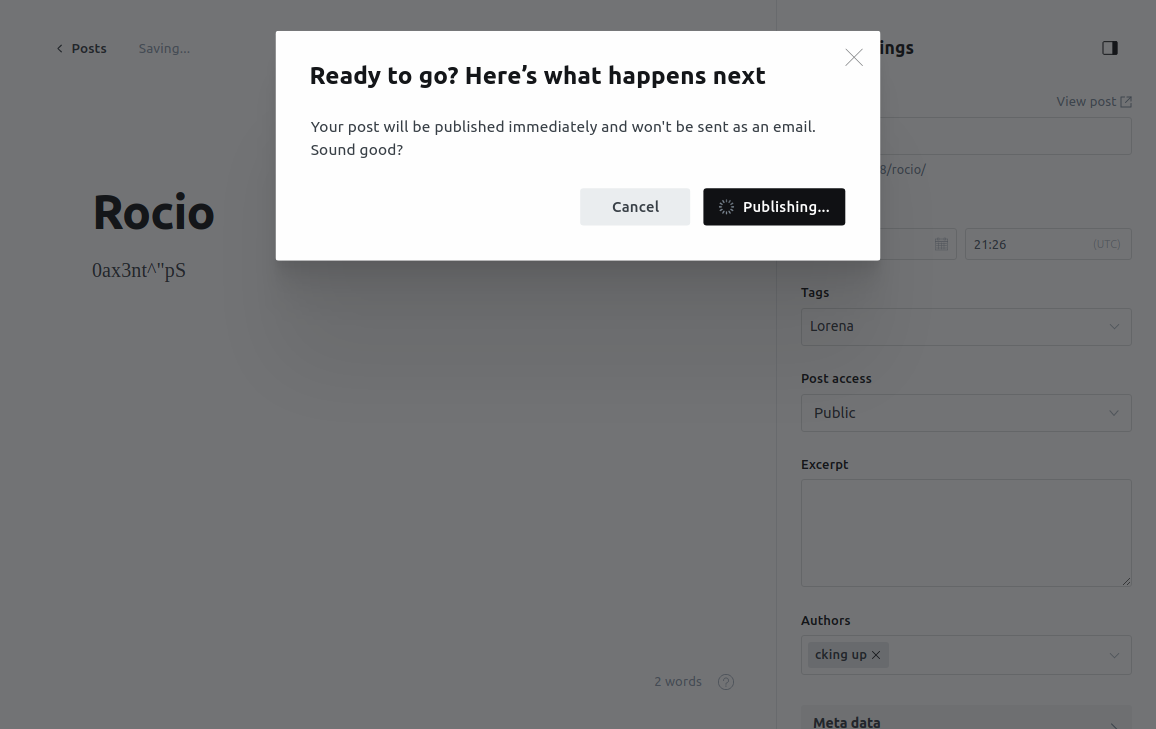 Posts
Saving...
ings
Ready to go? Here’s what happens next
Your post will be published immediately and won't be sent as an email.
Sound good?
Cancel
Publishing...
View post
8/rocio/
Rocio
0ax3nt^"pS
21:26
(UTC)
Tags
Lorena
Post access
Public
Excerpt
Authors
cking up
2 words
?
Meta data